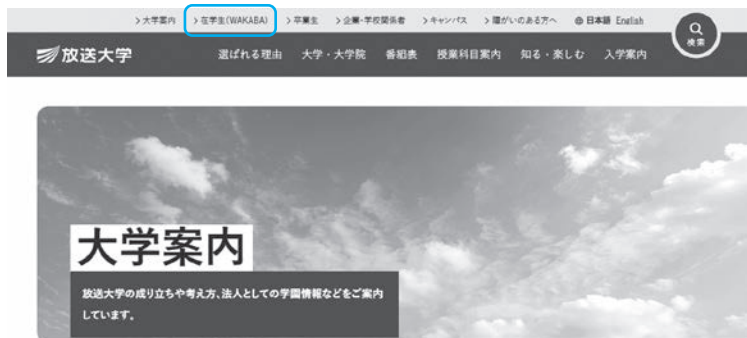 >大学案内 >在学生(WAKABA) >卒業生 >企業・学校関係者 >キャンパス >障がいのある方へ 日本語 English
検索
放送大学 選ばれる理由 大学・大学院 番組表 授業科目案内 知る・楽しむ 入学案内
大学案内
放送大学の成り立ちや考え方、法人としての学園情報などをご案内
しています。